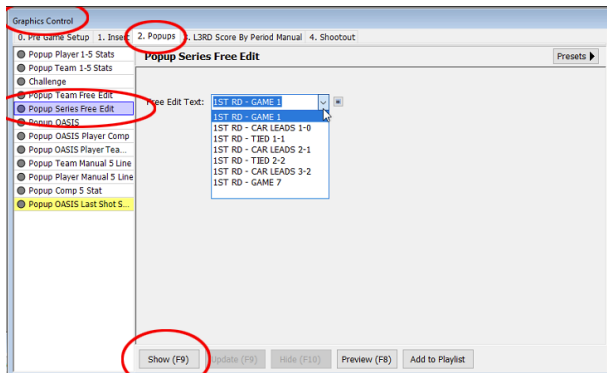 Graphics Control
0. Pre Game Setup 1. Insert 2. Popups 3. L3RD Score By Period Manual 4. Shootout
Popup Player 1-5 Stats
Popup Team 1-5 Stats
Challenge
Popup Team Free Edit
Popup Series Free Edit
Popup OASIS
Popup OASIS Player Comp
Popup OASIS Player Tea...
Popup Team Manual 5 Line
Popup Player Manual 5 Line
Popup Comp 5 Stat
Popup OASIS Last Shot S...
Popup Series Free Edit
Presets
Free Edit Text: 1ST RD - GAME 1
1ST RD - GAME 1
1ST RD - CAR LEADS 1-0
1ST RD - TIED 1-1
1ST RD - CAR LEADS 2-1
1ST RD - TIED 2-2
1ST RD - CAR LEADS 3-2
1ST RD - GAME 7
Show (F9) Update (F9) Hide (F10) Preview (F8) Add to Playlist